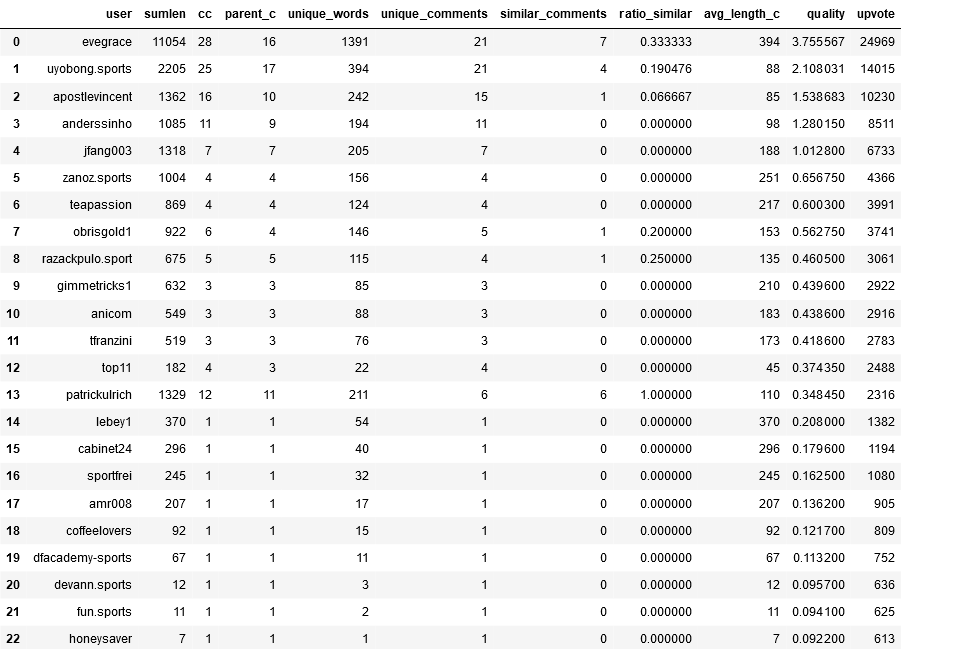 user sumlen cc parent_c unique_words unique_comments similar_comments ratio_similar avg_length_c quality upvote
0 evegrace 11054 28 16 1391 21 7 0.333333 394 3.755567 24969
1 uyobong.sports 2205 25 17 394 21 4 0.190476 88 2.108031 14015
2 apostlevincent 1362 16 10 242 15 1 0.066667 85 1.538683 10230
3 anderssinho 1085 11 9 194 11 0 0.000000 98 1.280150 8511
4 jfang003 1318 7 7 205 7 0 0.000000 188 1.012800 6733
5 zanoz.sports 1004 4 4 156 4 0 0.000000 251 0.656750 4366
6 teapassion 869 4 4 124 4 0 0.000000 217 0.600300 3991
7 obrisgold1 922 6 4 146 5 1 0.200000 153 0.562750 3741
8 razackpulo.sport 675 5 5 115 4 1 0.250000 135 0.460500 3061
9 gimmetricks1 632 3 3 85 3 0 0.000000 210 0.439600 2922
10 anicom 549 3 3 88 3 0 0.000000 183 0.438600 2916
11 tfranzini 519 3 3 76 3 0 0.000000 173 0.418600 2783
12 top11 182 4 3 22 4 0 0.000000 45 0.374350 2488
13 patrickulrich 1329 12 11 211 6 6 1.000000 110 0.348450 2316
14 lebey1 370 1 1 54 1 0 0.000000 370 0.208000 1382
15 cabinet24 296 1 1 40 1 0 0.000000 296 0.179600 1194
16 sportfrei 245 1 1 32 1 0 0.000000 245 0.162500 1080
17 amr008 207 1 1 17 1 0 0.000000 207 0.136200 905
18 coffeelovers 92 1 1 15 1 0 0.000000 92 0.121700 809
19 dfacademy-sports 67 1 1 11 1 0 0.000000 67 0.113200 752
20 devann.sports 12 1 1 3 1 0 0.000000 12 0.095700 636
21 fun.sports 11 1 1 2 1 0 0.000000 11 0.094100 625
22 honeysaver 7 1 1 1 1 0 0.000000 7 0.092200 613